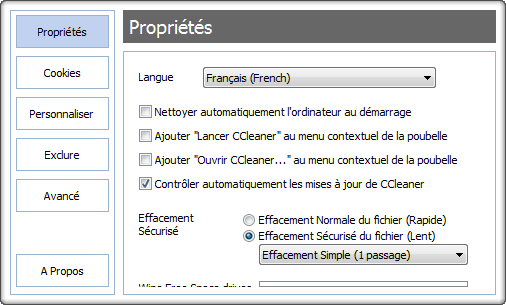 Propriétés
Cookies
Personnaliser
Exclure
Avancé
A Propos
Propriétés
Langue Français (French)
Nettoyer automatiquement l'ordinateur au démarrage
Ajouter "Lancer CCleaner" au menu contextuel de la poubelle
Ajouter "Ouvrir CCleaner..." au menu contextuel de la poubelle
Contrôler automatiquement les mises à jour de CCleaner
Effacement Sécurisé
Effacement Normale du fichier (Rapide)
Effacement Sécurisé du fichier (Lent)
Effacement Simple (1 passage)
Wipe Free Space drives